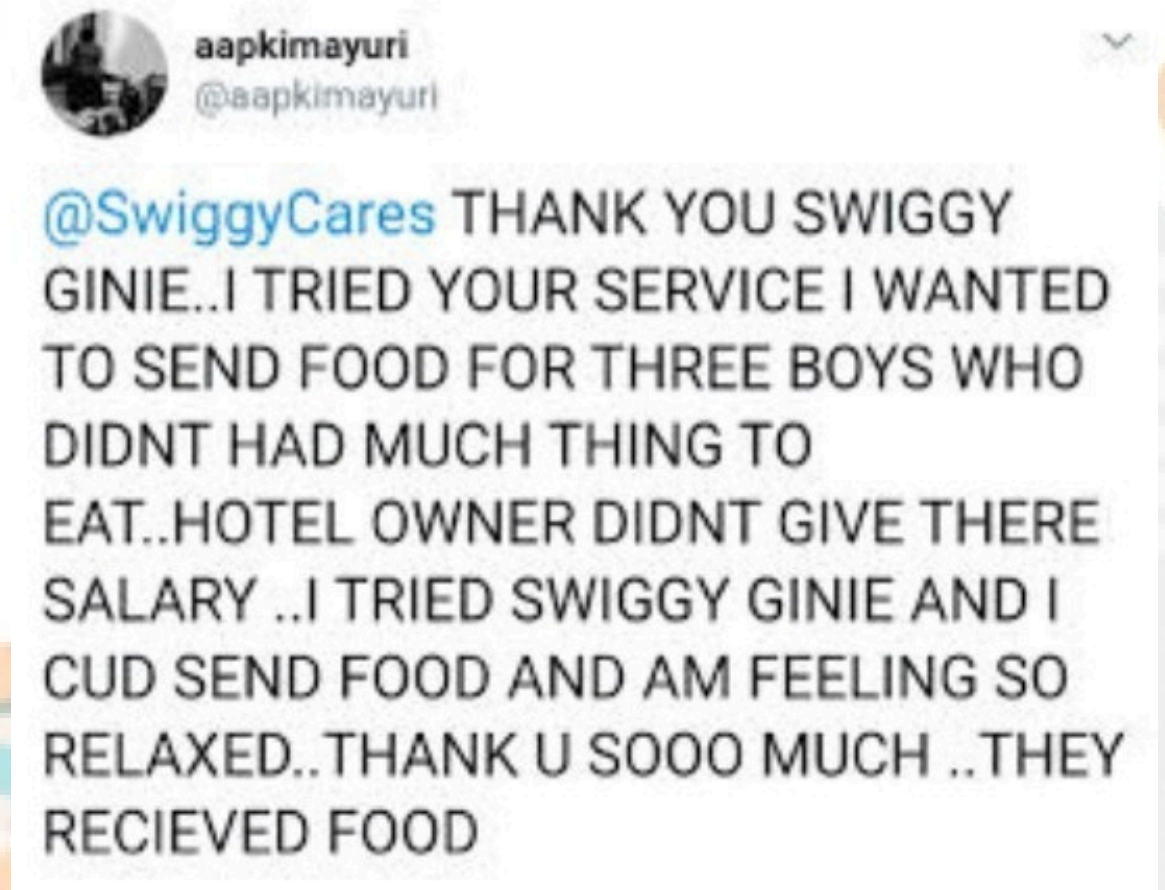 aapkimayuri
@aapkimayuri
@SwiggyCares THANK YOU SWIGGY
GINIE..I TRIED YOUR SERVICE I WANTED
TO SEND FOOD FOR THREE BOYS WHO
DIDNT HAD MUCH THING TO
EAT..HOTEL OWNER DIDNT GIVE THERE
SALARY ..I TRIED SWIGGY GINIE AND I
CUD SEND FOOD AND AM FEELING SO
RELAXED..THANK U SOOO MUCH ..THEY
RECIEVED FOOD